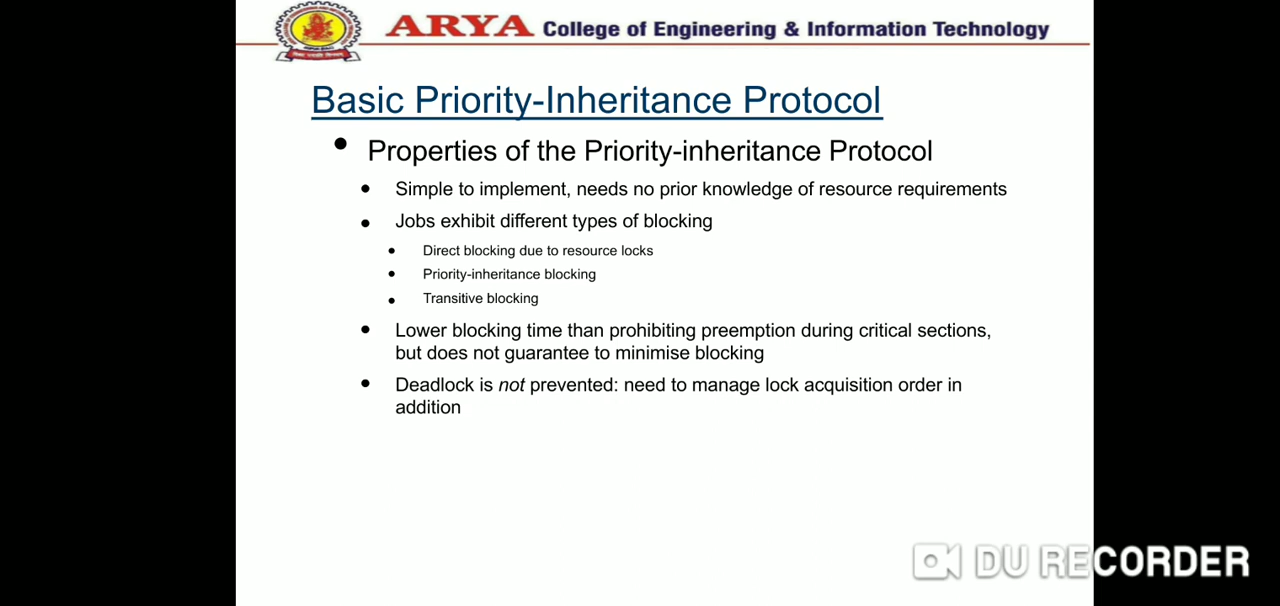 ARYA College of Engineering & Information Technology
Basic Priority-Inheritance Protocol
• Properties of the Priority-inheritance Protocol
• Simple to implement, needs no prior knowledge of resource requirements
• Jobs exhibit different types of blocking
• Direct blocking due to resource locks
• Priority-inheritance blocking
• Transitive blocking
• Lower blocking time than prohibiting preemption during critical sections,
but does not guarantee to minimise blocking
• Deadlock is not prevented: need to manage lock acquisition order in
addition
DU RECORDER